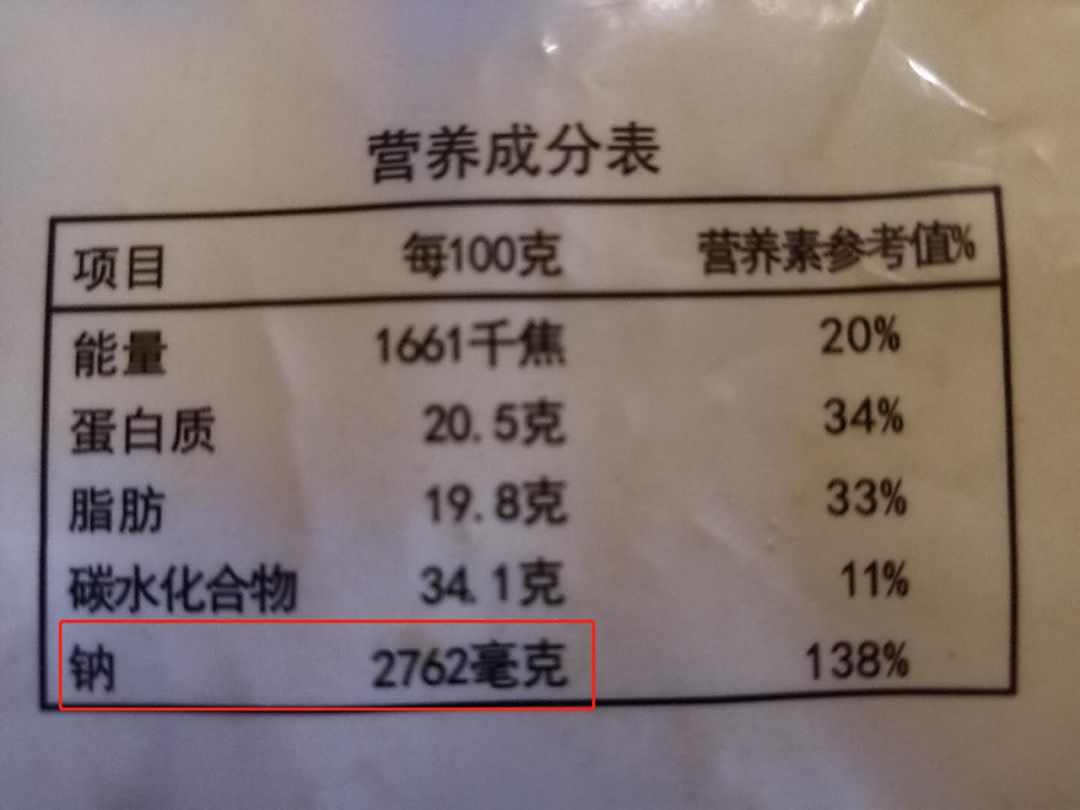 营养成分表
项目 每100克 营养素参考值%
能量 1661千焦 20%
蛋白质 20.5克 34%
脂肪 19.8克 33%
碳水化合物 34.1克 11%
钠 2762毫克 138%